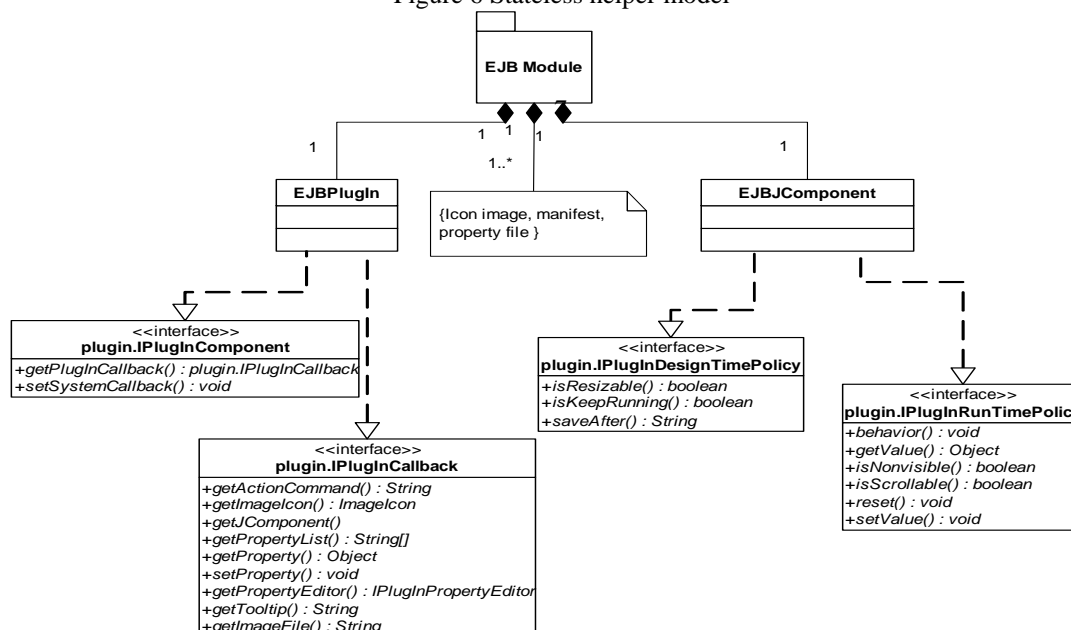 Figure 6 Stateless helper model
EJB Module
1
1
1
1
1..*
1
EJBPlugIn
{Icon image, manifest,
property file }
EJBJComponent
<<interface>>
plugin.IPlugInComponent
+getPlugInCallback() : plugin.IPlugInCallback
+setSystemCallback() : void
<<interface>>
plugin.IPlugInDesignTimePolicy
+isResizable() : boolean
+isKeepRunning() : boolean
+saveAfter() : String
<<interface>>
plugin.IPlugInRunTimePolic
+behavior() : void
+getValue() : Object
+isNonvisible() : boolean
+isScrollable() : boolean
+reset() : void
+setValue() : void
<<interface>>
plugin.IPlugInCallback
+getActionCommand() : String
+getImageIcon() : ImageIcon
+getJComponent()
+getPropertyList() : String[]
+getProperty() : Object
+setProperty() : void
+getPropertyEditor() : IPlugInPropertyEditor
+getTooltip() : String
+getImageFile() : String